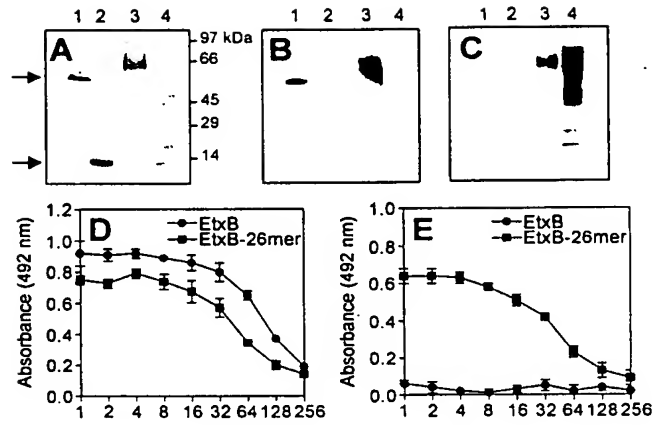 1 2 3 4
1 2 3 4
1 2 3 4
A
B
C
97 kDa
66
45
29
14
D
EtxB
EtxB-26mer
Absorbance (492 nm)
1.2
1.0
0.8
0.6
0.4
0.2
0.0
1 2 4 8 16 32 64 128 256
E
EtxB
EtxB-26mer
Absorbance (492 nm)
1.0
0.8
0.6
0.4
0.2
0.0
1 2 4 8 16 32 64 128 256